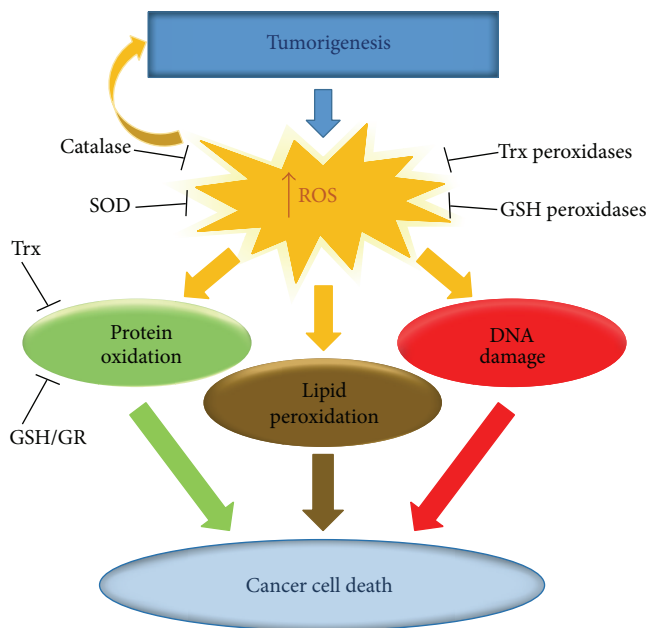 Tumorigenesis
Catalase
Trx peroxidases
SOD
↑ ROS
GSH peroxidases
Trx
Protein
oxidation
DNA
damage
Lipid
peroxidation
GSH/GR
Cancer cell death